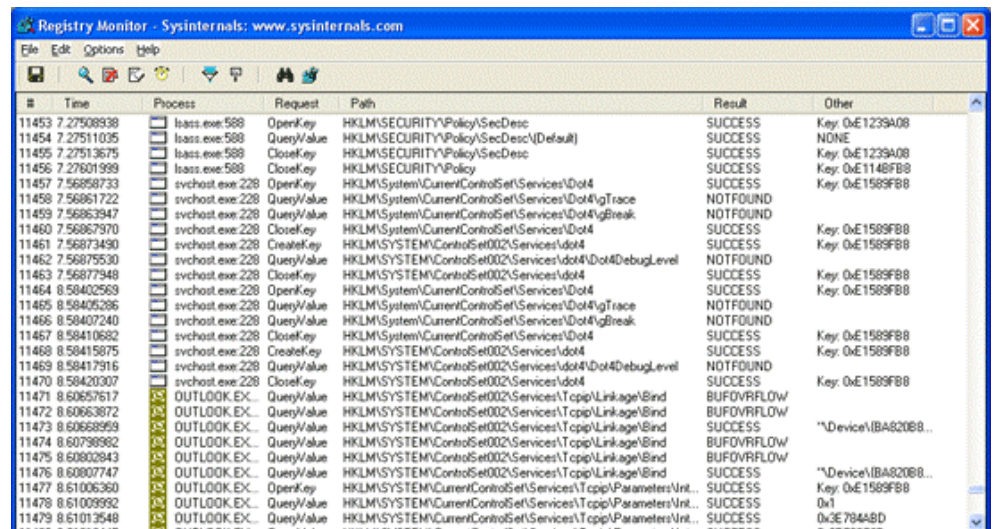 Registry Monitor - Sysinternals: www.sysinternals.com
File Edit Options Help
# Time Process Request Path Result Other
11453 7.27508938 lsass.exe:588 OpenKey HKLM\SECURITY\Policy\SecDesc SUCCESS Key: 0xE1239A08
11454 7.27511035 lsass.exe:588 QueryValue HKLM\SECURITY\Policy\SecDesc\(Default) SUCCESS NONE
11455 7.27513675 lsass.exe:588 CloseKey HKLM\SECURITY\Policy\SecDesc SUCCESS Key: 0xE1239A08
11456 7.27601999 lsass.exe:588 CloseKey HKLM\SECURITY\Policy SUCCESS Key: 0xE114BFB8
11457 7.56858733 svchost.exe:228 OpenKey HKLM\System\CurrentControlSet\Services\Dot4 SUCCESS Key: 0xE1589FB8
11458 7.56861722 svchost.exe:228 QueryValue HKLM\System\CurrentControlSet\Services\Dot4\gTrace NOTFOUND
11459 7.56863947 svchost.exe:228 QueryValue HKLM\System\CurrentControlSet\Services\Dot4\gBreak NOTFOUND
11460 7.56867970 svchost.exe:228 CloseKey HKLM\System\CurrentControlSet\Services\Dot4 SUCCESS Key: 0xE1589FB8
11461 7.56873490 svchost.exe:228 CreateKey HKLM\SYSTEM\ControlSet002\Services\dot4 SUCCESS Key: 0xE1589FB8
11462 7.56875530 svchost.exe:228 QueryValue HKLM\SYSTEM\ControlSet002\Services\dot4\Dot4DebugLevel NOTFOUND
11463 7.56877948 svchost.exe:228 CloseKey HKLM\SYSTEM\ControlSet002\Services\dot4 SUCCESS Key: 0xE1589FB8
11464 8.58402569 svchost.exe:228 OpenKey HKLM\System\CurrentControlSet\Services\Dot4 SUCCESS Key: 0xE1589FB8
11465 8.58405286 svchost.exe:228 QueryValue HKLM\System\CurrentControlSet\Services\Dot4\gTrace NOTFOUND
11466 8.58407240 svchost.exe:228 QueryValue HKLM\System\CurrentControlSet\Services\Dot4\gBreak NOTFOUND
11467 8.58410682 svchost.exe:228 CloseKey HKLM\System\CurrentControlSet\Services\Dot4 SUCCESS Key: 0xE1589FB8
11468 8.58415875 svchost.exe:228 CreateKey HKLM\SYSTEM\ControlSet002\Services\dot4 SUCCESS Key: 0xE1589FB8
11469 8.58417916 svchost.exe:228 QueryValue HKLM\SYSTEM\ControlSet002\Services\dot4\Dot4DebugLevel NOTFOUND
11470 8.58420307 svchost.exe:228 CloseKey HKLM\SYSTEM\ControlSet002\Services\dot4 SUCCESS Key: 0xE1589FB8
11471 8.60657617 OUTLOOK.EX... QueryValue HKLM\SYSTEM\ControlSet002\Services\Tcpip\Linkage\Bind BUFOVRFLOW
11472 8.60663872 OUTLOOK.EX... QueryValue HKLM\SYSTEM\ControlSet002\Services\Tcpip\Linkage\Bind BUFOVRFLOW
11473 8.60668959 OUTLOOK.EX... QueryValue HKLM\SYSTEM\ControlSet002\Services\Tcpip\Linkage\Bind SUCCESS "\Device\{BA820B8...
11474 8.60798982 OUTLOOK.EX... QueryValue HKLM\SYSTEM\ControlSet002\Services\Tcpip\Linkage\Bind BUFOVRFLOW
11475 8.60802843 OUTLOOK.EX... QueryValue HKLM\SYSTEM\ControlSet002\Services\Tcpip\Linkage\Bind BUFOVRFLOW
11476 8.60807747 OUTLOOK.EX... QueryValue HKLM\SYSTEM\ControlSet002\Services\Tcpip\Linkage\Bind SUCCESS "\Device\{BA820B8...
11477 8.61006360 OUTLOOK.EX... OpenKey HKLM\SYSTEM\CurrentControlSet\Services\Tcpip\Parameters\Int... SUCCESS Key: 0xE1589FB8
11478 8.61009992 OUTLOOK.EX... QueryValue HKLM\SYSTEM\CurrentControlSet\Services\Tcpip\Parameters\Int... SUCCESS 0x1
11479 8.61013548 OUTLOOK.EX... QueryValue HKLM\SYSTEM\CurrentControlSet\Services\Tcpip\Parameters\Int... SUCCESS 0x3E784ABD